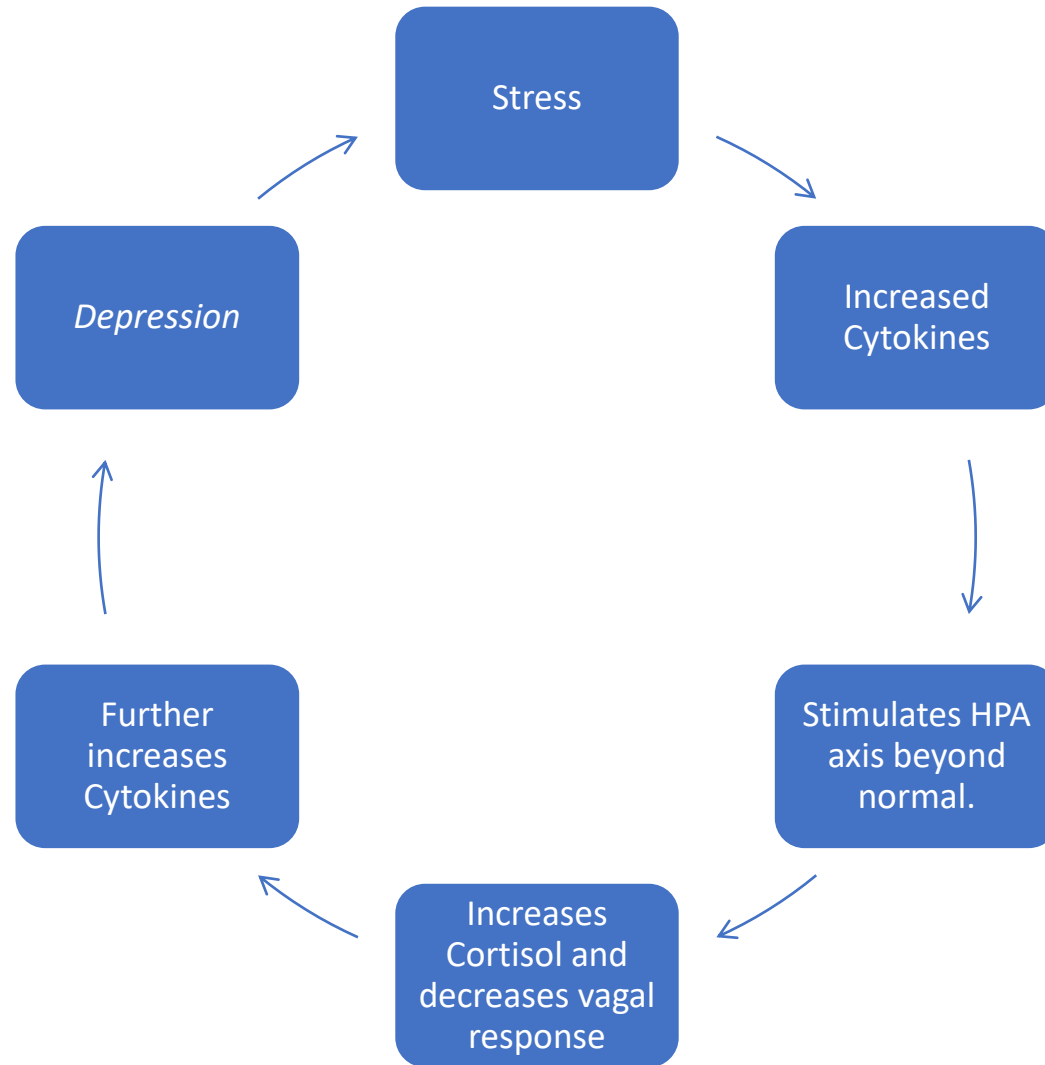 Stress
Increased
Cytokines
Stimulates HPA
axis beyond
normal.
Increases
Cortisol and
decreases vagal
response
Further
increases
Cytokines
Depression